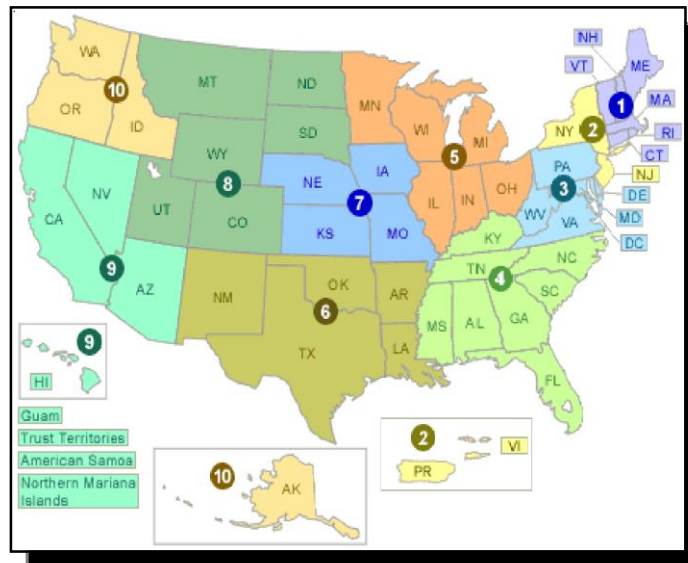 NH
VT
ME
WA
MT
ND
MN
10
OR
ID
SD
WI
MI
NY
2
1
MA
RI
CT
NJ
WY
5
PA
3
DE
MD
DC
NV
8
NE
IA
IL
IN
OH
WV
VA
CA
UT
CO
7
KS
MO
KY
9
AZ
NM
OK
AR
TN
4
NC
SC
6
TX
LA
MS
AL
GA
FL
9
HI
Guam
Trust Territories
American Samoa
Northern Mariana
Islands
10
AK
2
VI
PR